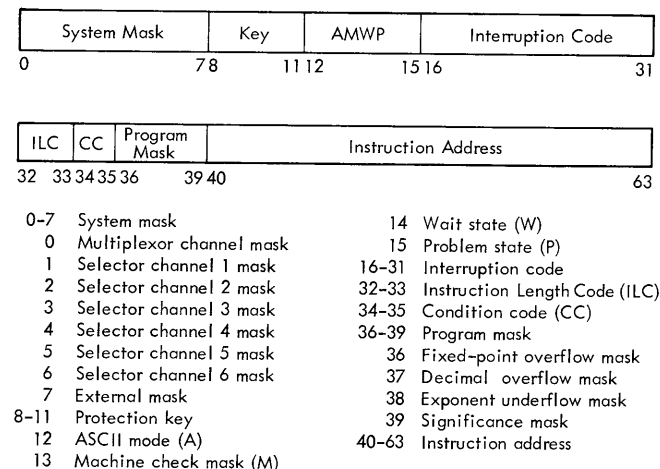 System Mask Key AMWP Interruption Code
0 7 8 11 12 15 16 31
ILC CC Program Mask Instruction Address
32 33 34 35 36 39 40 63
0-7 System mask
0 Multiplexor channel mask
1 Selector channel 1 mask
2 Selector channel 2 mask
3 Selector channel 3 mask
4 Selector channel 4 mask
5 Selector channel 5 mask
6 Selector channel 6 mask
7 External mask
8-11 Protection key
12 ASCII mode (A)
13 Machine check mask (M)
14 Wait state (W)
15 Problem state (P)
16-31 Interruption code
32-33 Instruction Length Code (ILC)
34-35 Condition code (CC)
36-39 Program mask
36 Fixed-point overflow mask
37 Decimal overflow mask
38 Exponent underflow mask
39 Significance mask
40-63 Instruction address